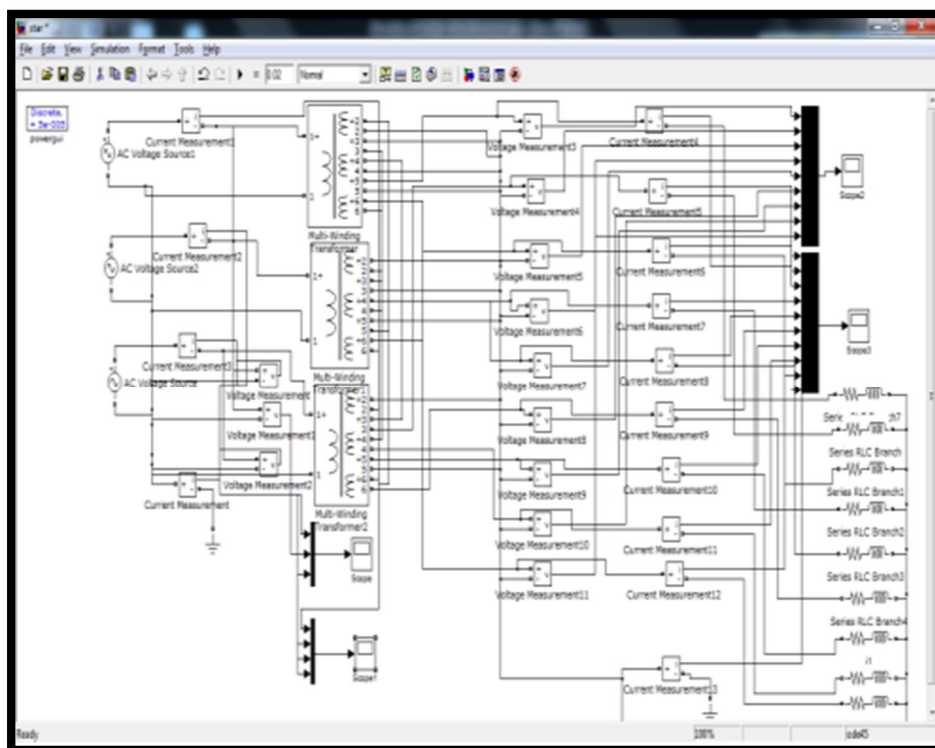 star *
File Edit View Simulation Format Tools Help
0.02 Normal
Discrete,
powergui
Current Measurement1
AC Voltage Source1
Current Measurement2
AC Voltage Source2
Current Measurement3
AC Voltage Source
Voltage Measurement
Voltage Measurement1
Voltage Measurement2
Current Measurement
Multi-Winding
Transformer
Multi-Winding
Transformer1
Multi-Winding
Transformer2
Scope
Scope1
Voltage Measurement3
Voltage Measurement4
Voltage Measurement5
Voltage Measurement6
Voltage Measurement7
Voltage Measurement8
Voltage Measurement9
Voltage Measurement10
Voltage Measurement11
Current Measurement4
Current Measurement5
Current Measurement6
Current Measurement7
Current Measurement8
Current Measurement9
Current Measurement10
Current Measurement11
Current Measurement12
Current Measurement13
Scope2
Scope3
Series RLC Branch
Series RLC Branch1
Series RLC Branch2
Series RLC Branch3
Series RLC Branch4
Ready 100% ode45